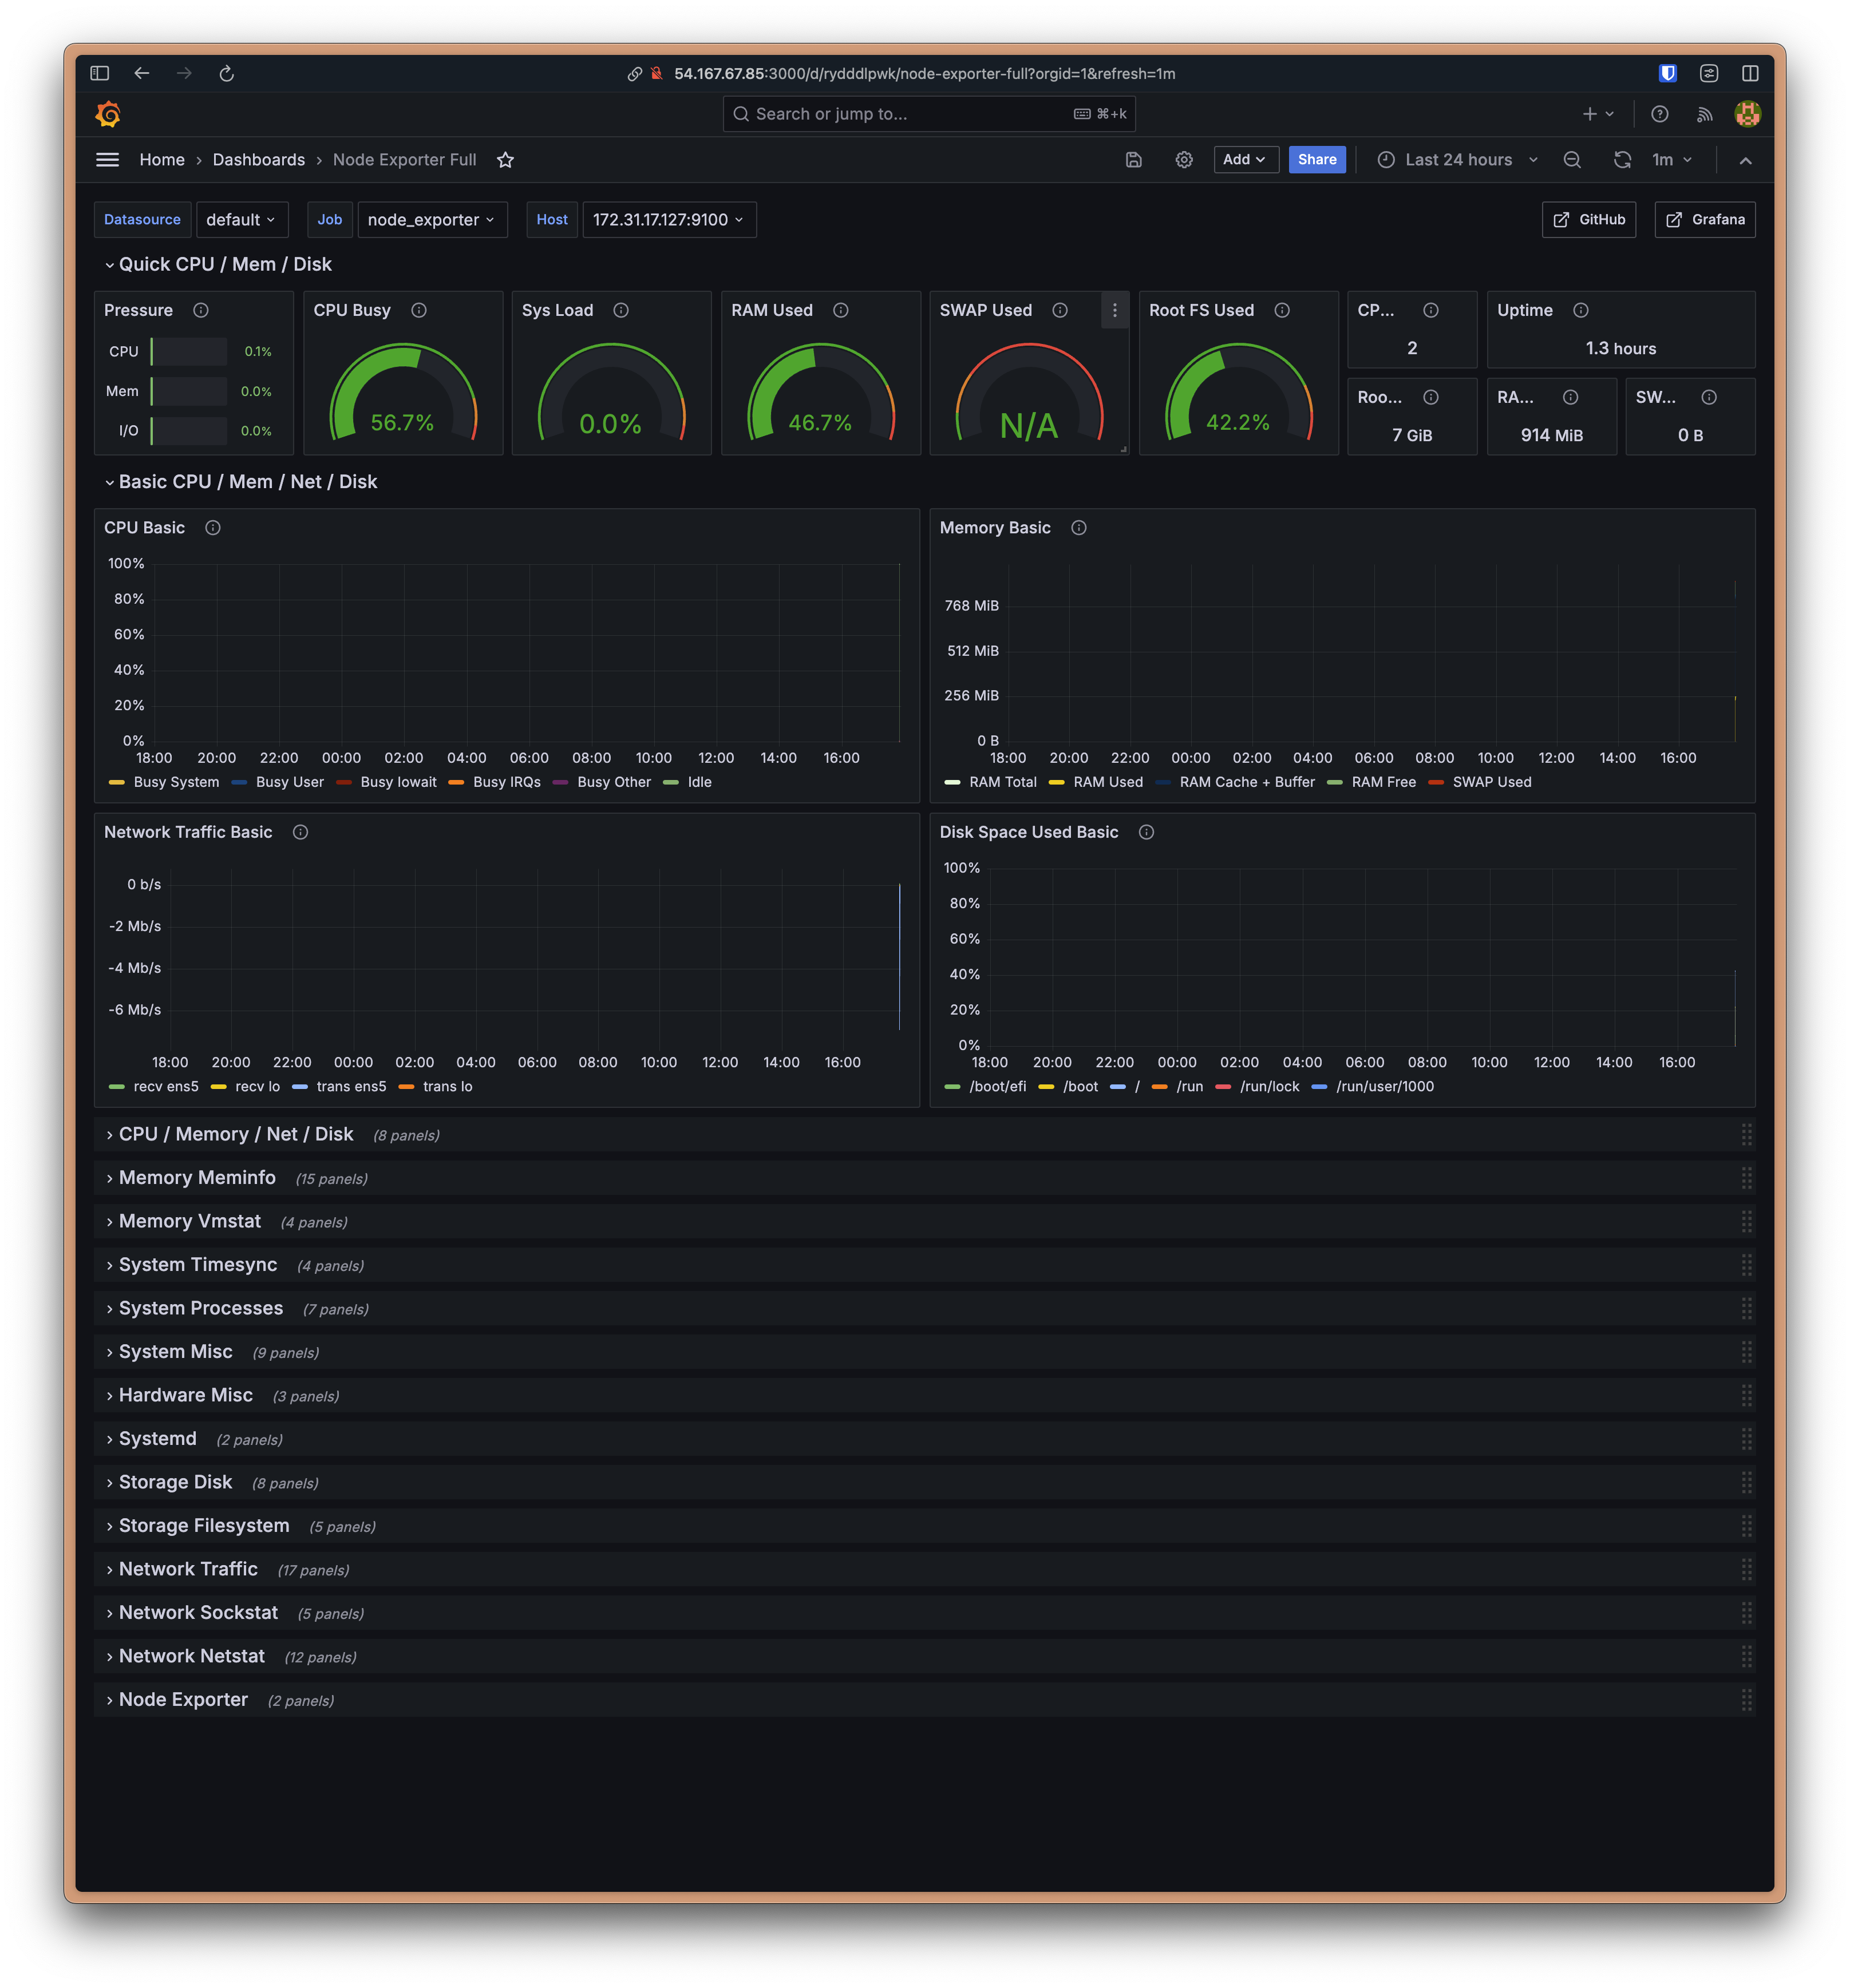 54.167.67.85:3000/d/rydddlpwk/node-exporter-full?orgid=1&refresh=1m
Search or jump to... ⌘+k
Home › Dashboards › Node Exporter Full
Add Share Last 24 hours 1m
Datasource default Job node_exporter Host 172.31.17.127:9100 GitHub Grafana
Quick CPU / Mem / Disk
Pressure
CPU 0.1%
Mem 0.0%
I/O 0.0%
CPU Busy
56.7%
Sys Load
0.0%
RAM Used
46.7%
SWAP Used
N/A
Root FS Used
42.2%
CP...
2
Uptime
1.3 hours
Roo...
7 GiB
RA...
914 MiB
SW...
0 B
Basic CPU / Mem / Net / Disk
CPU Basic
100%
80%
60%
40%
20%
0%
18:00 20:00 22:00 00:00 02:00 04:00 06:00 08:00 10:00 12:00 14:00 16:00
Busy System Busy User Busy Iowait Busy IRQs Busy Other Idle
Memory Basic
768 MiB
512 MiB
256 MiB
0 B
18:00 20:00 22:00 00:00 02:00 04:00 06:00 08:00 10:00 12:00 14:00 16:00
RAM Total RAM Used RAM Cache + Buffer RAM Free SWAP Used
Network Traffic Basic
0 b/s
-2 Mb/s
-4 Mb/s
-6 Mb/s
18:00 20:00 22:00 00:00 02:00 04:00 06:00 08:00 10:00 12:00 14:00 16:00
recv ens5 recv lo trans ens5 trans lo
Disk Space Used Basic
100%
80%
60%
40%
20%
0%
18:00 20:00 22:00 00:00 02:00 04:00 06:00 08:00 10:00 12:00 14:00 16:00
/boot/efi /boot / /run /run/lock /run/user/1000
CPU / Memory / Net / Disk (8 panels)
Memory Meminfo (15 panels)
Memory Vmstat (4 panels)
System Timesync (4 panels)
System Processes (7 panels)
System Misc (9 panels)
Hardware Misc (3 panels)
Systemd (2 panels)
Storage Disk (8 panels)
Storage Filesystem (5 panels)
Network Traffic (17 panels)
Network Sockstat (5 panels)
Network Netstat (12 panels)
Node Exporter (2 panels)